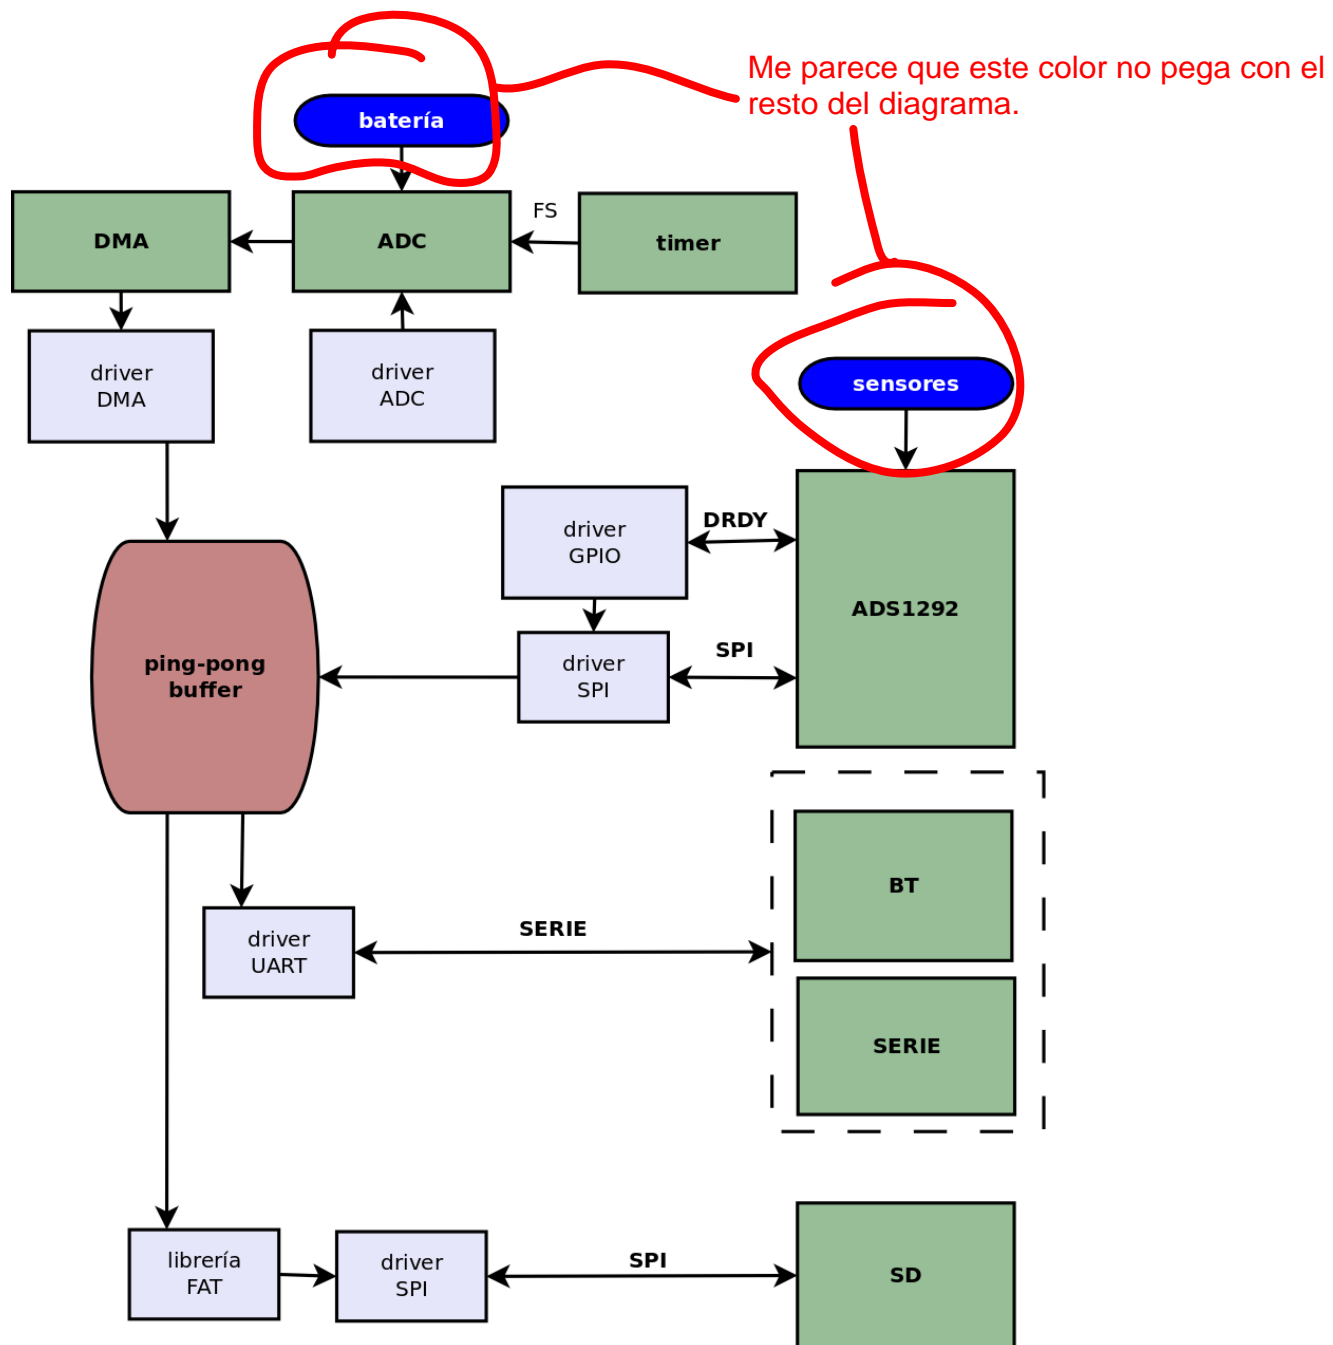 Me parece que este color no pega con el
resto del diagrama.
batería
DMA
ADC
FS
timer
driver
DMA
driver
ADC
sensores
driver
GPIO
DRDY
ADS1292
driver
SPI
SPI
ping-pong
buffer
BT
driver
UART
SERIE
SERIE
librería
FAT
driver
SPI
SPI
SD